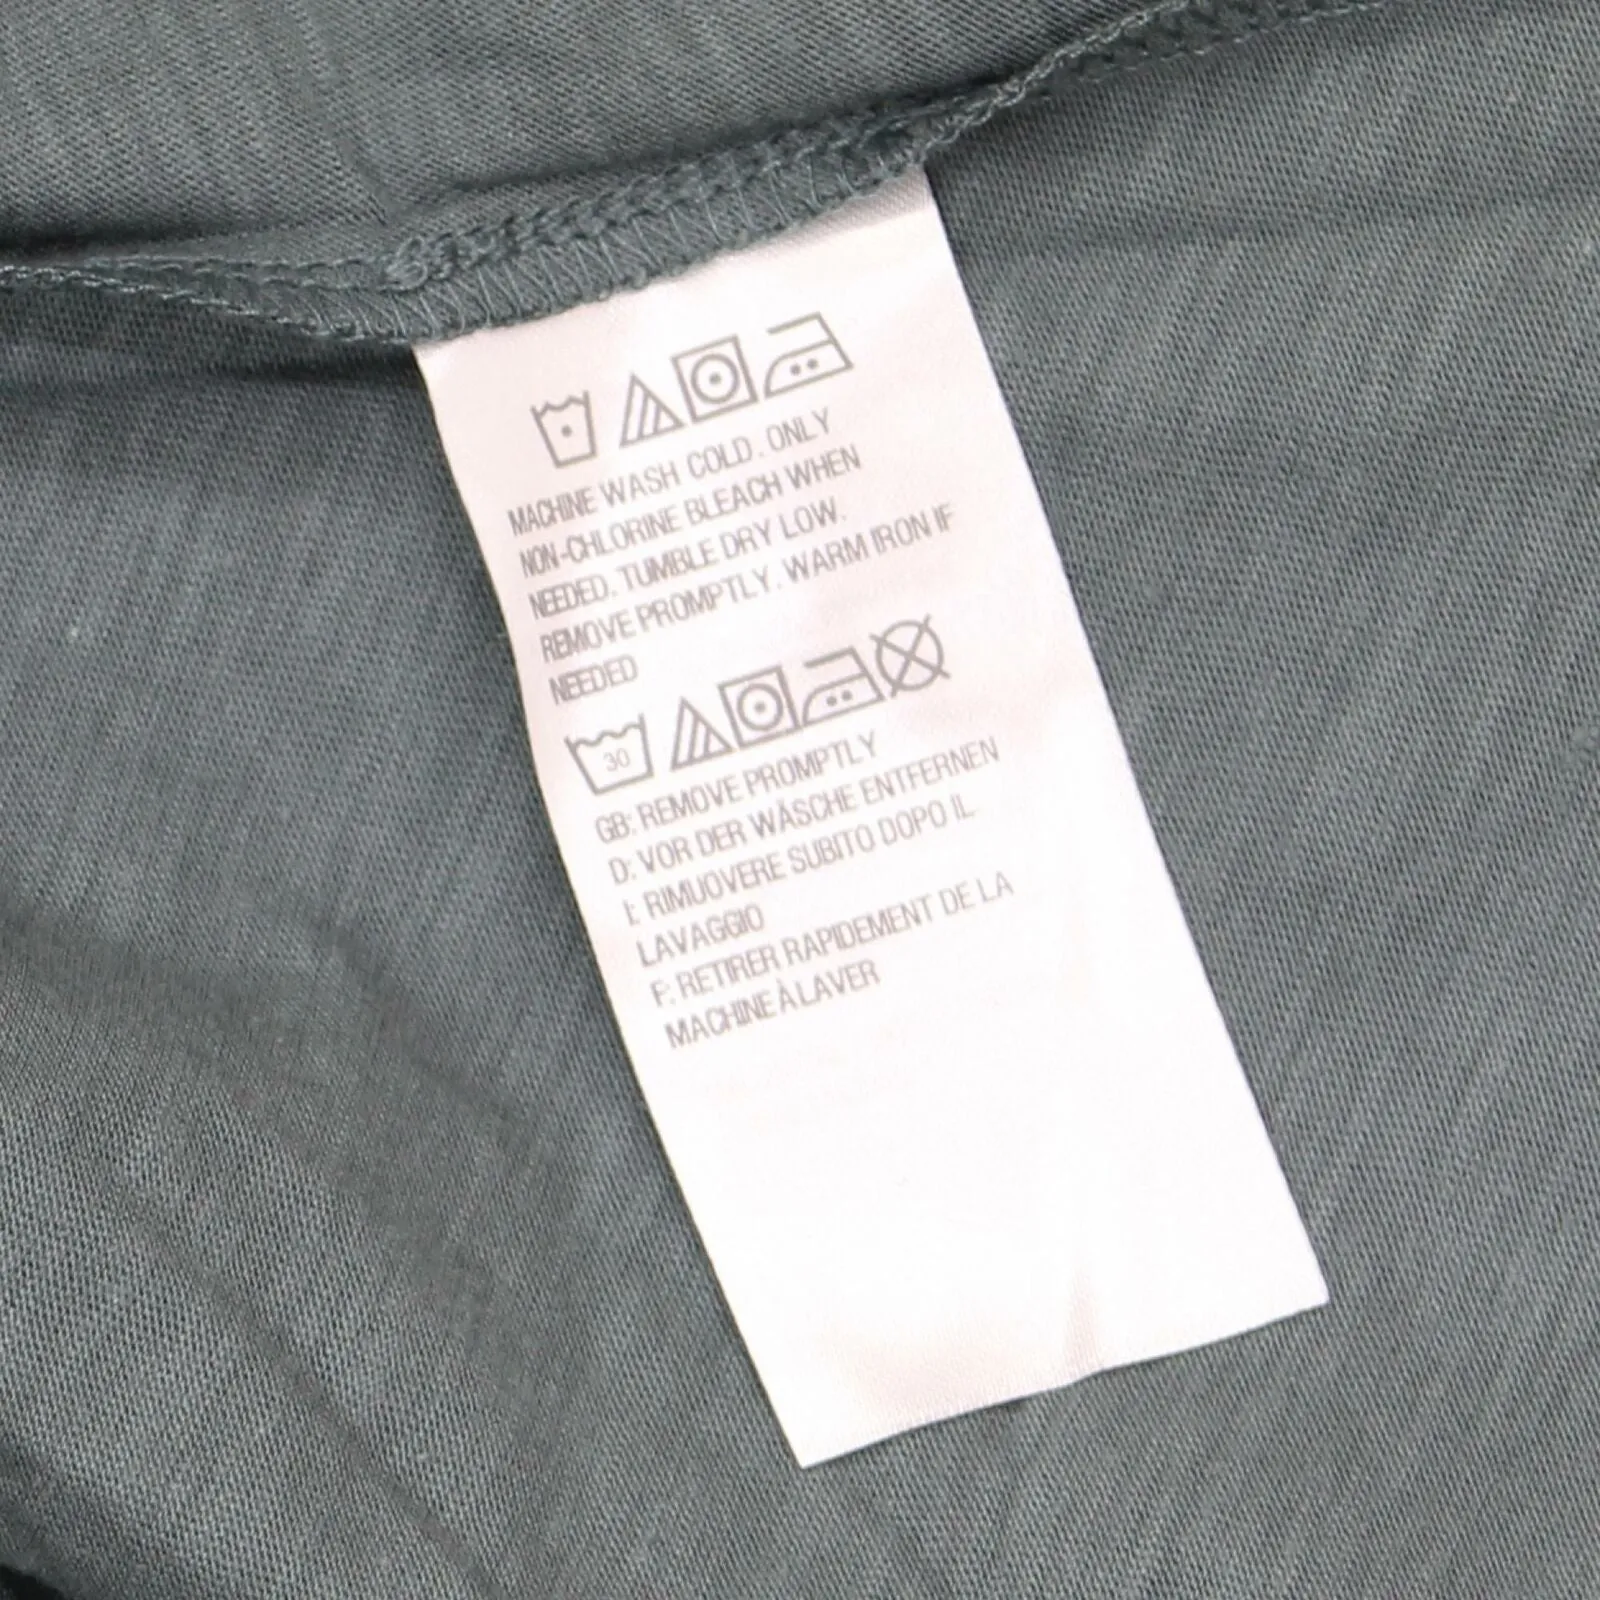 MACHINE WASH COLD. ONLY
NON-CHLORINE BLEACH WHEN
NEEDED. TUMBLE DRY LOW.
REMOVE PROMPTLY. WARM IRON IF
NEEDED
30
GB: REMOVE PROMPTLY
D: VOR DER WÄSCHE ENTFERNEN
I: RIMUOVERE SUBITO DOPO IL
LAVAGGIO
F: RETIRER RAPIDEMENT DE LA
MACHINE À LAVER